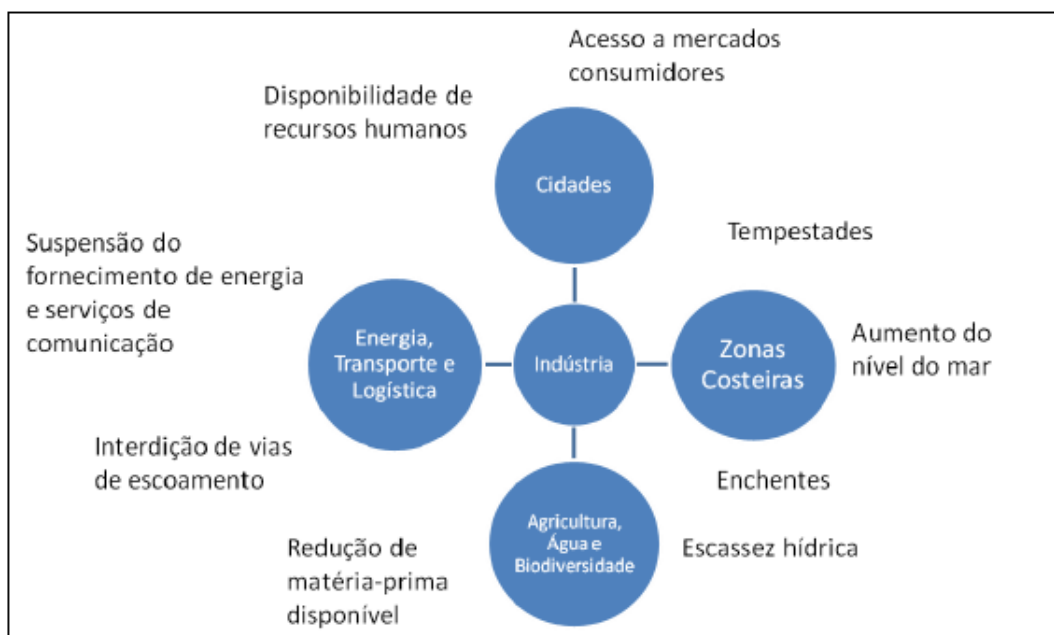 Acesso a mercados
consumidores
Disponibilidade de
recursos humanos
Cidades
Tempestades
Suspensão do
fornecimento de energia
e serviços de
comunicação
Energia,
Transporte e
Logística
Indústria
Zonas
Costeiras
Aumento do
nível do mar
Interdição de vias
de escoamento
Enchentes
Agricultura,
Água e
Biodiversidade
Escassez hídrica
Redução de
matéria-prima
disponível